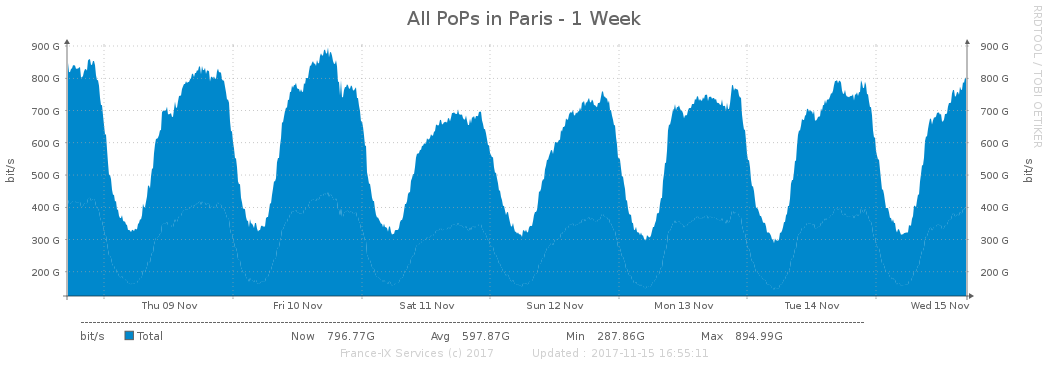 All PoPs in Paris - 1 Week
RRDTOOL / TOBI OETIKER
bit/s
900 G 900 G
800 G 800 G
700 G 700 G
600 G 600 G
500 G 500 G
400 G 400 G
300 G 300 G
200 G 200 G
bit/s
Thu 09 Nov Fri 10 Nov Sat 11 Nov Sun 12 Nov Mon 13 Nov Tue 14 Nov Wed 15 Nov
bit/s Total Now 796.77G Avg 597.87G Min 287.86G Max 894.99G
France-IX Services (c) 2017 Updated : 2017-11-15 16:55:11